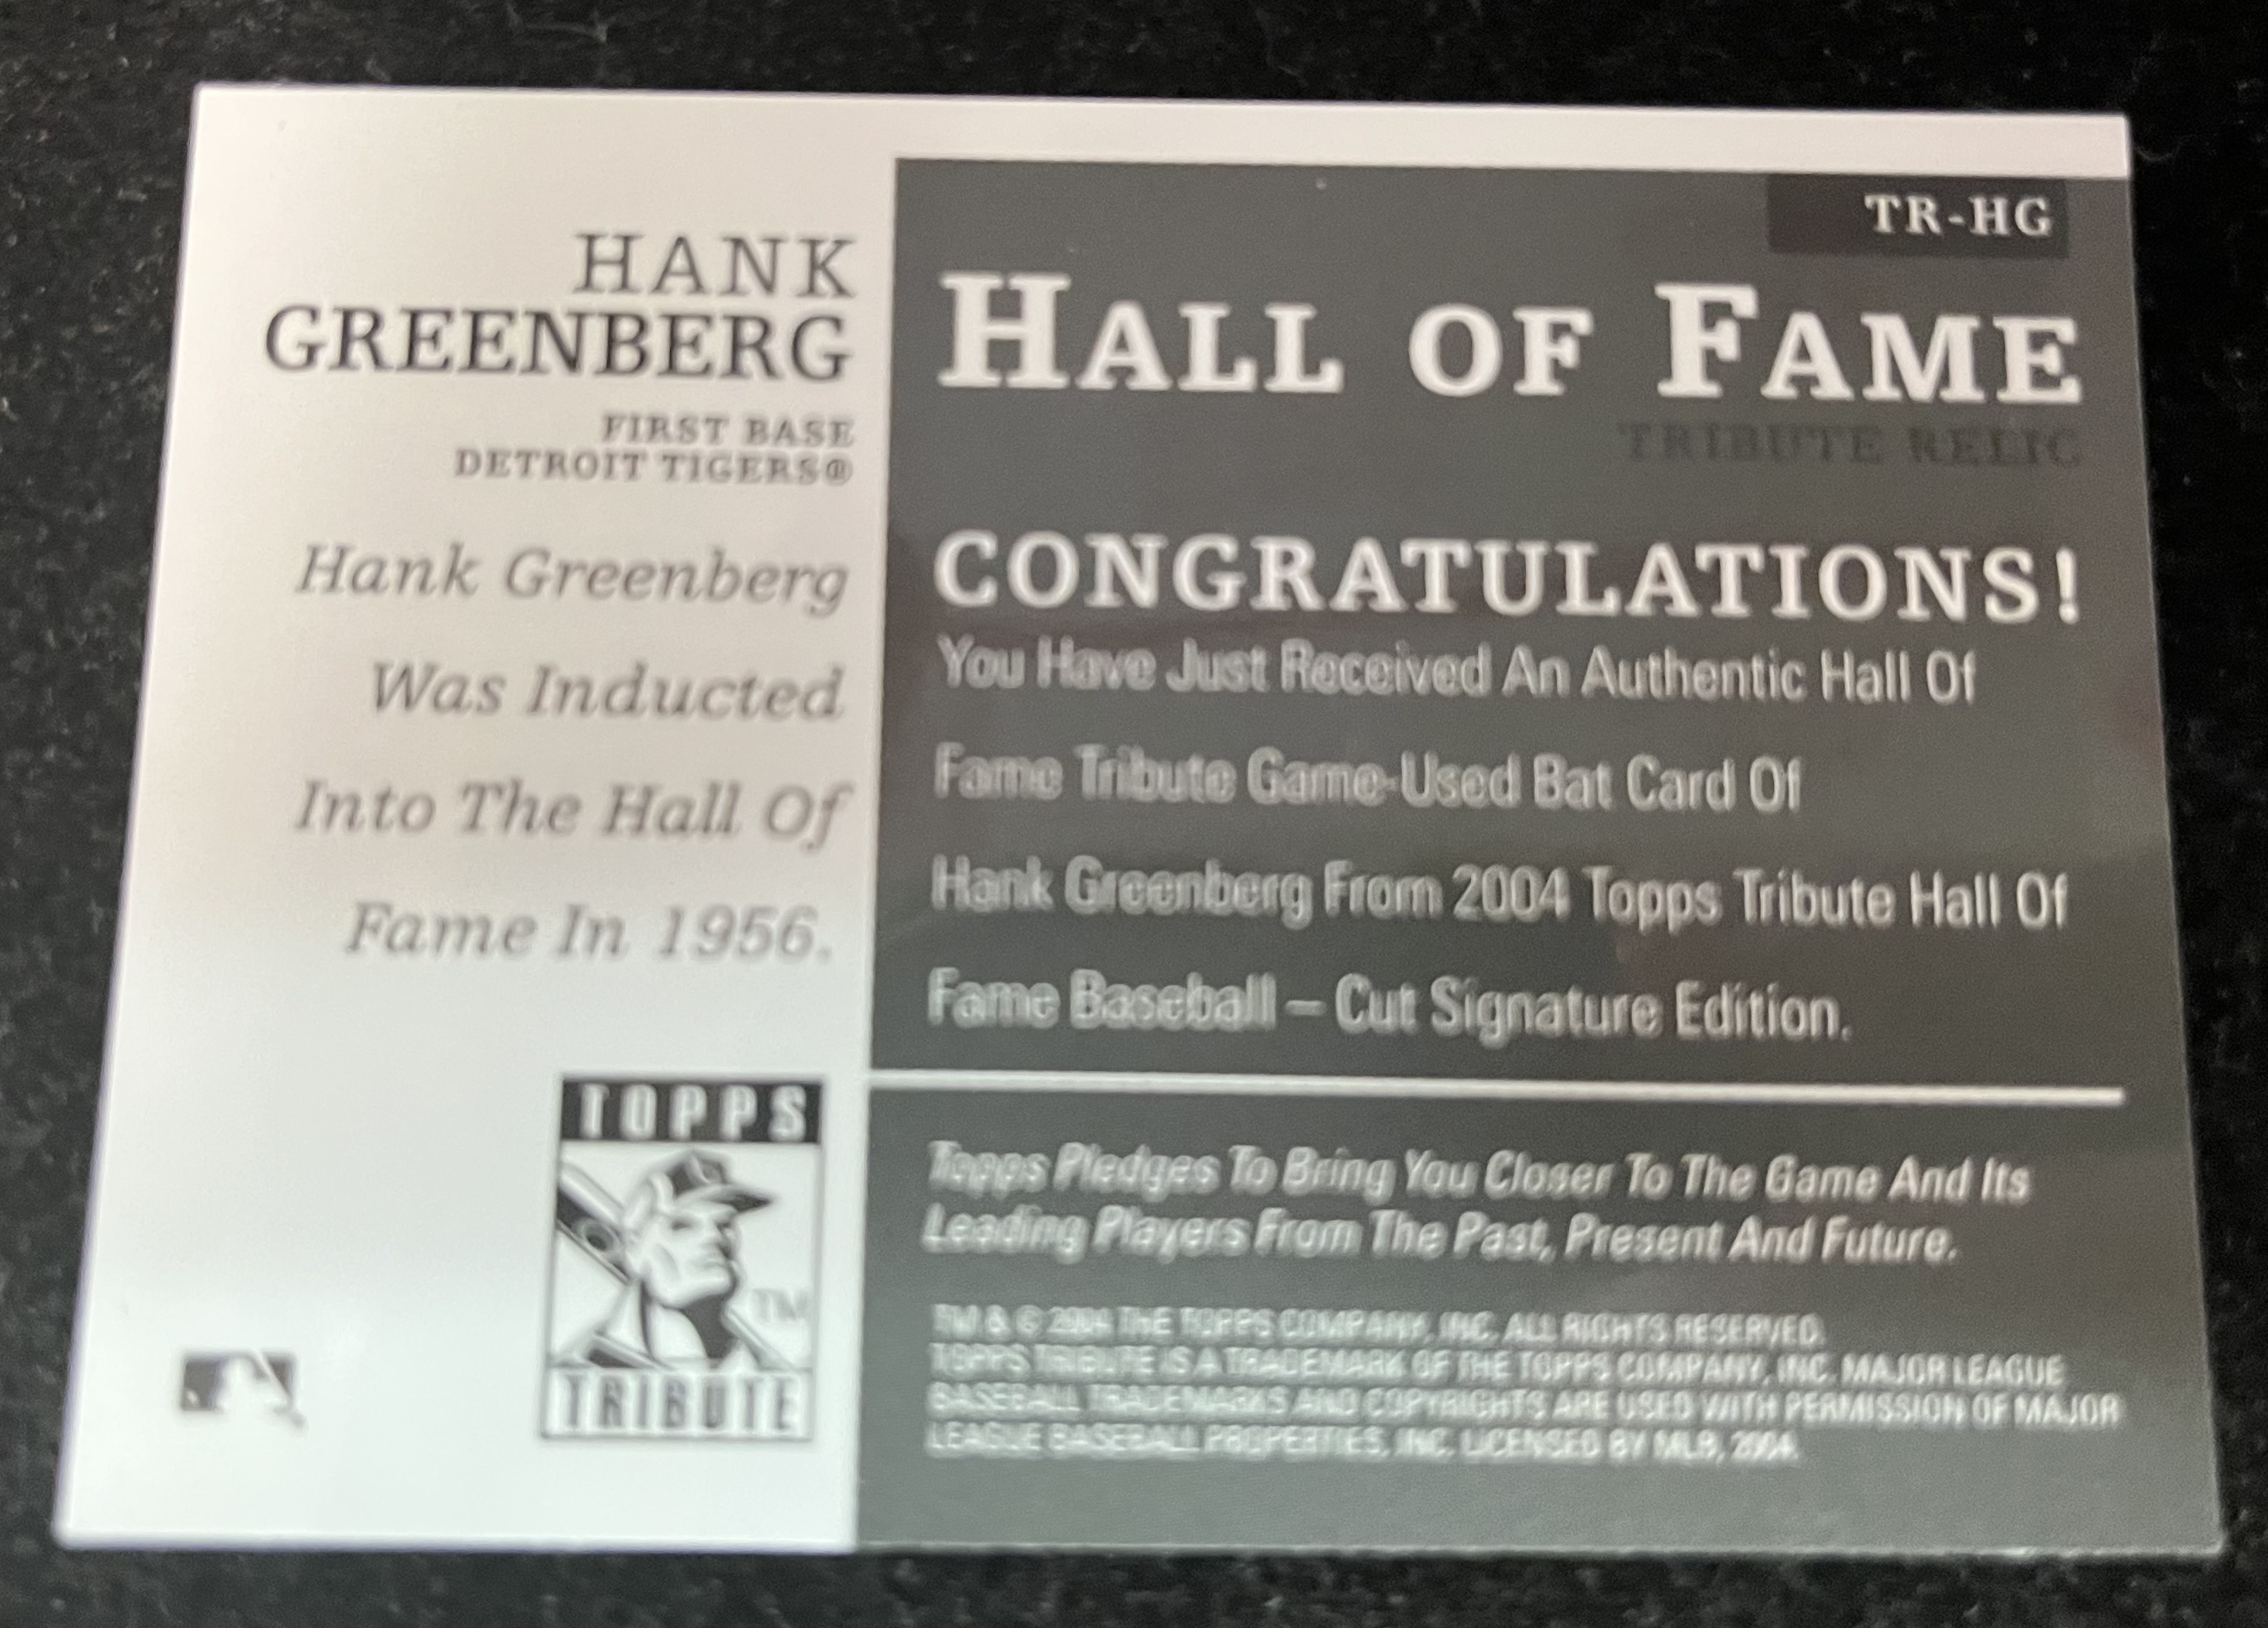 HANK
GREENBERG
FIRST BASE
DETROIT TIGERS®
Hank Greenberg
Was Inducted
Into The Hall Of
Fame In 1956.
TOPPS
TM
TRIBUTE
TR-HG
HALL OF FAME
TRIBUTE RELIC
CONGRATULATIONS!
You Have Just Received An Authentic Hall Of
Fame Tribute Game-Used Bat Card Of
Hank Greenberg From 2004 Topps Tribute Hall Of
Fame Baseball – Cut Signature Edition.
Topps Pledges To Bring You Closer To The Game And Its
Leading Players From The Past, Present And Future.
TM & © 2004 THE TOPPS COMPANY, INC. ALL RIGHTS RESERVED.
TOPPS TRIBUTE IS A TRADEMARK OF THE TOPPS COMPANY, INC. MAJOR LEAGUE
BASEBALL TRADEMARKS AND COPYRIGHTS ARE USED WITH PERMISSION OF MAJOR
LEAGUE BASEBALL PROPERTIES, INC. LICENSED BY MLB, 2004.